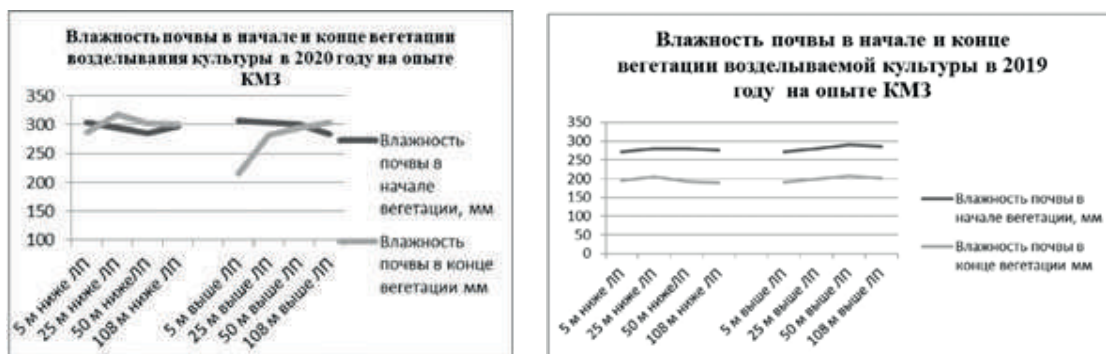 Влажность почвы в начале и конце вегетации
возделывания культуры в 2020 году на опыте
КМЗ
350
300
250
200
150
100
5 м ниже ЛП
25 м ниже ЛП
50 м нижеЛП
108 м ниже ЛП
5 м выше ЛП
25 м выше ЛП
50 м выше ЛП
108 м выше ЛП
Влажность
почвы в
начале
вегетации, мм
Влажность
почвы в конце
вегетации мм
Влажность почвы в начале и конце
вегетации возделываемой культуры в 2019
году на опыте КМЗ
350
300
250
200
150
100
50
0
5 м ниже ЛП
25 м ниже ЛП
50 м нижеЛП
108 м ниже ЛП
5 м выше ЛП
25 м выше ЛП
50 м выше ЛП
108 м выше ЛП
Влажность почвы в
начале вегетации, мм
Влажность почвы в
конце вегетации мм